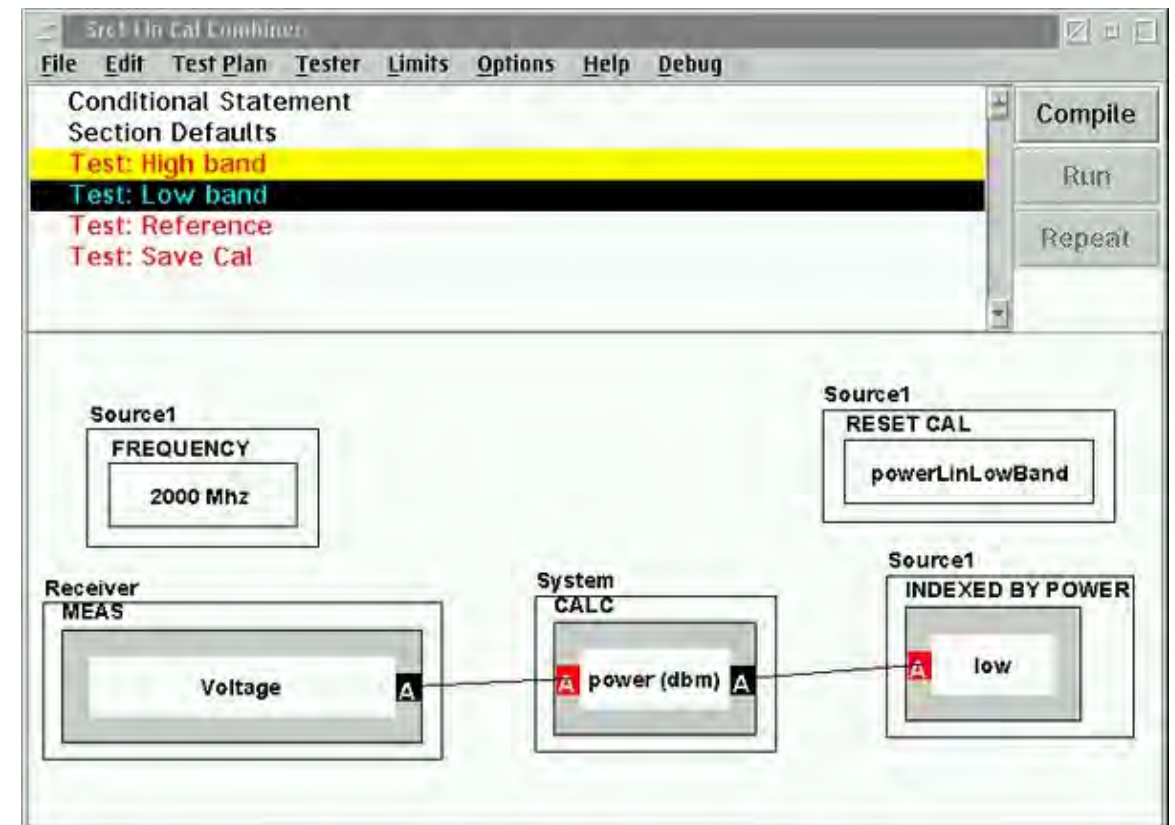 Src1 Lin Cal Combiner
File Edit Test Plan Tester Limits Options Help Debug
Conditional Statement
Section Defaults
Test: High band
Test: Low band
Test: Reference
Test: Save Cal
Compile
Run
Repeat
Source1
FREQUENCY
2000 Mhz
Source1
RESET CAL
powerLinLowBand
Receiver
MEAS
Voltage
A
System
CALC
A
power (dbm)
A
Source1
INDEXED BY POWER
A
low